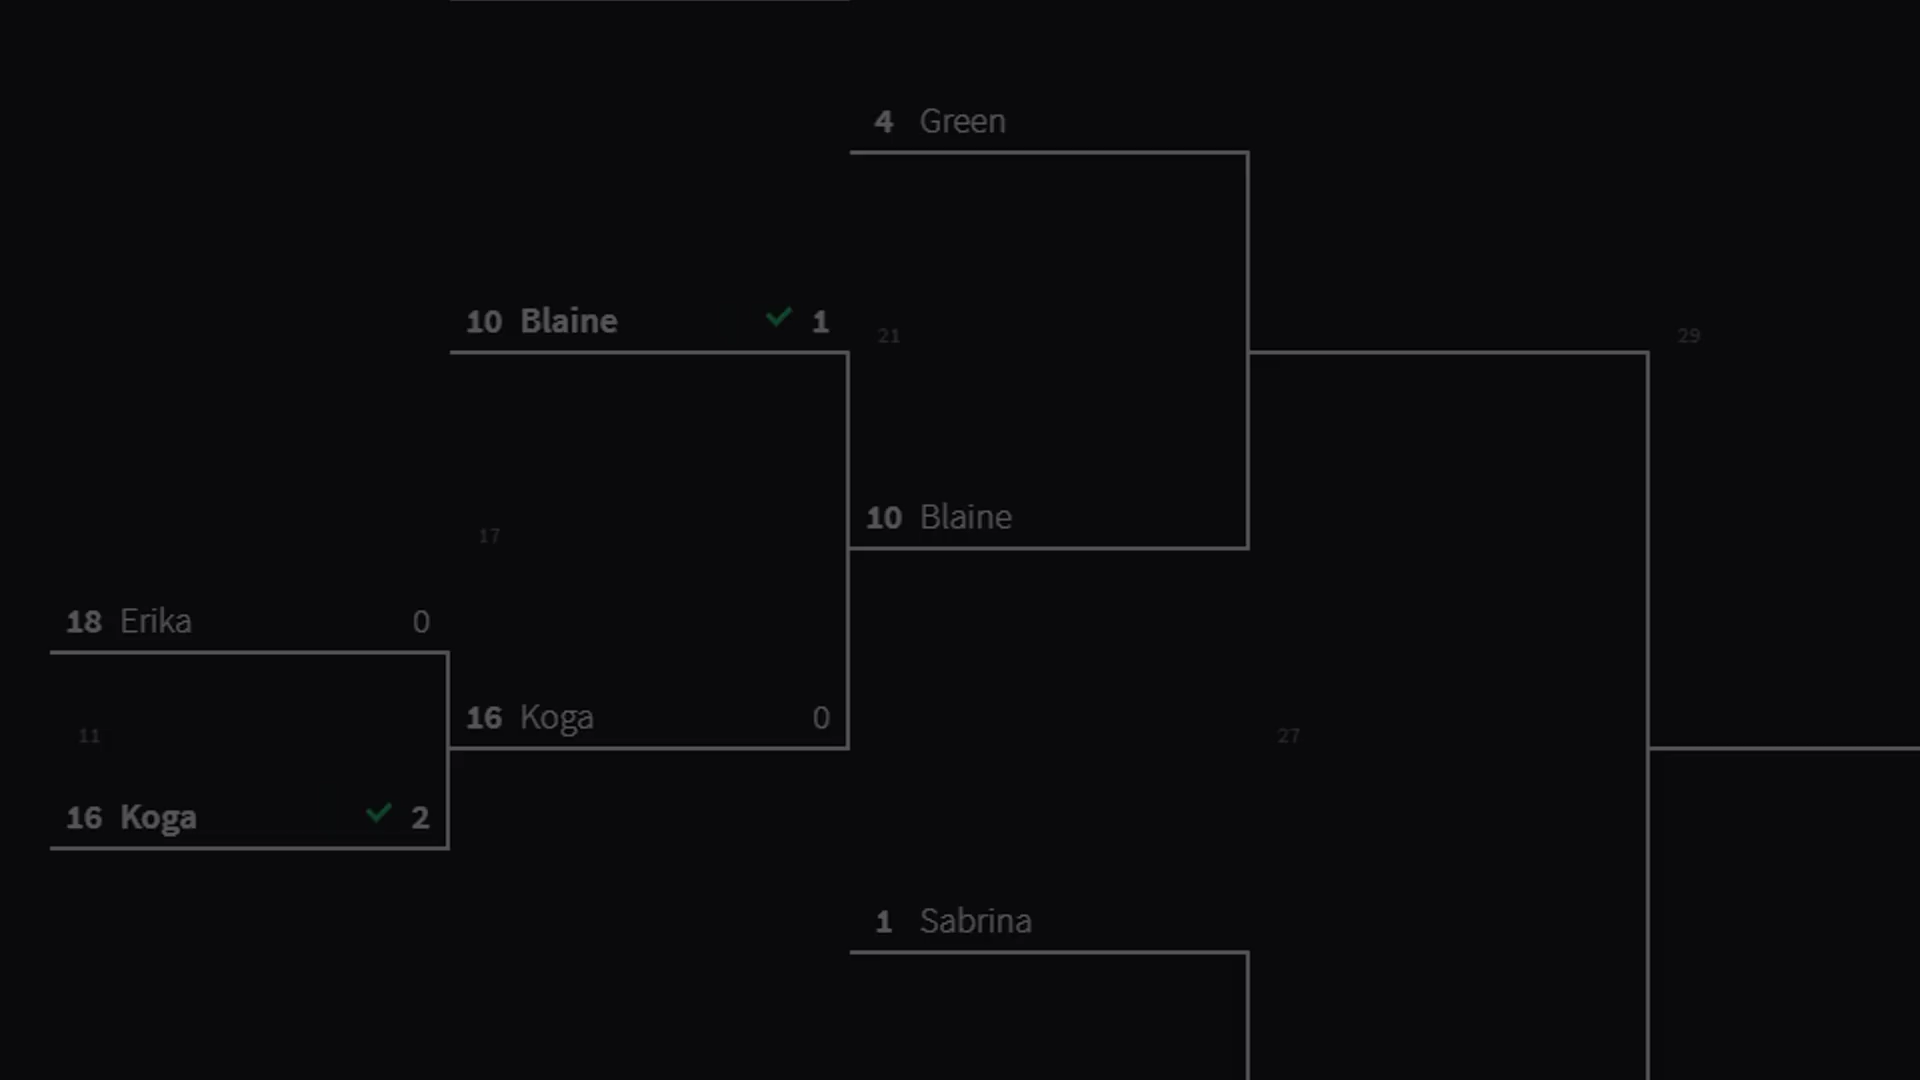 4 Green
10 Blaine 1
21
29
10 Blaine
17
18 Erika 0
16 Koga 0
11
27
16 Koga 2
1 Sabrina